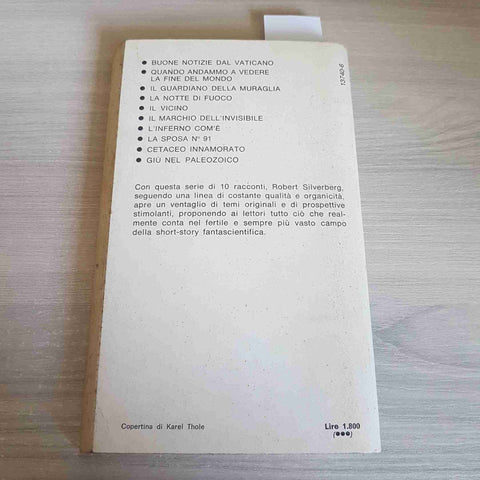 13740-6
● BUONE NOTIZIE DAL VATICANO
● QUANDO ANDAMMO A VEDERE
LA FINE DEL MONDO
● IL GUARDIANO DELLA MURAGLIA
● LA NOTTE DI FUOCO
● IL VICINO
● IL MARCHIO DELL'INVISIBILE
● L'INFERNO COM'È
● LA SPOSA N° 91
● CETACEO INNAMORATO
● GIÙ NEL PALEOZOICO
Con questa serie di 10 racconti, Robert Silverberg,
seguendo una linea di costante qualità e organicità,
apre un ventaglio di temi originali e di prospettive
stimolanti, proponendo ai lettori tutto ciò che real-
mente conta nel fertile e sempre più vasto campo
della short-story fantascientifica.
Copertina di Karel Thole
Lire 1.800
(●●●)